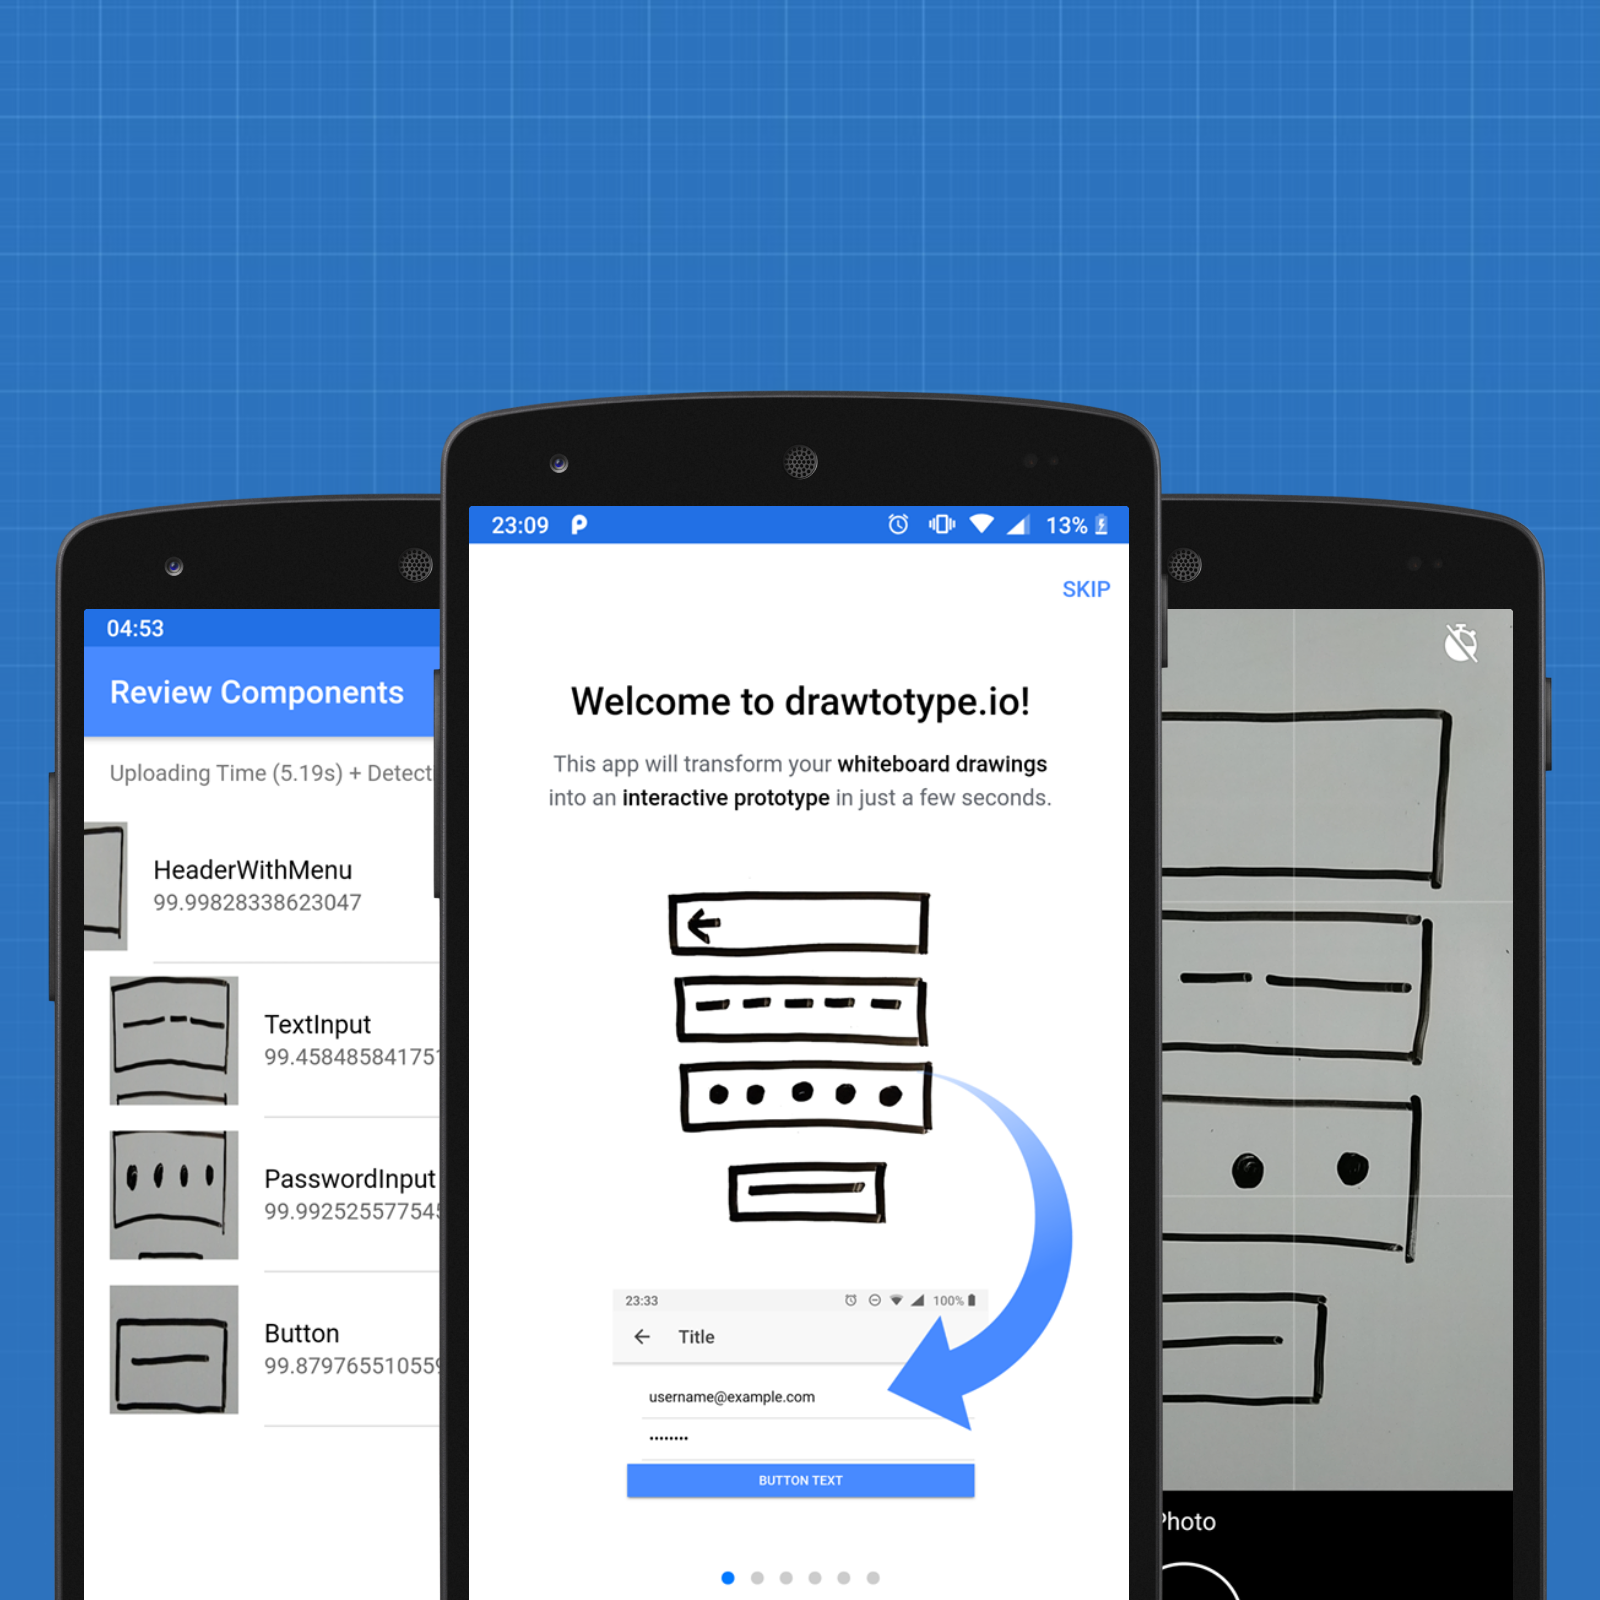 04:53
Review Components
Uploading Time (5.19s) + Detect
HeaderWithMenu
99.99828338623047
TextInput
99.45848584175
PasswordInput
99.99252557754
Button
99.87976551055
23:09
13%
SKIP
Welcome to drawtotype.io!
This app will transform your whiteboard drawings
into an interactive prototype in just a few seconds.
23:33
100%
Title
username@example.com
BUTTON TEXT
Photo